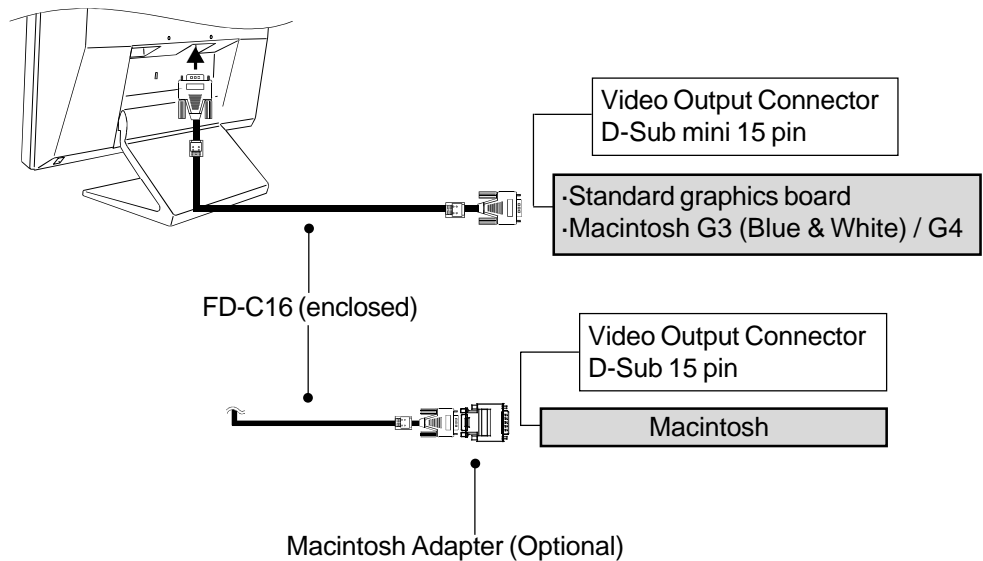 Video Output Connector
D-Sub mini 15 pin
·Standard graphics board
·Macintosh G3 (Blue & White) / G4
FD-C16 (enclosed)
Video Output Connector
D-Sub 15 pin
Macintosh
Macintosh Adapter (Optional)